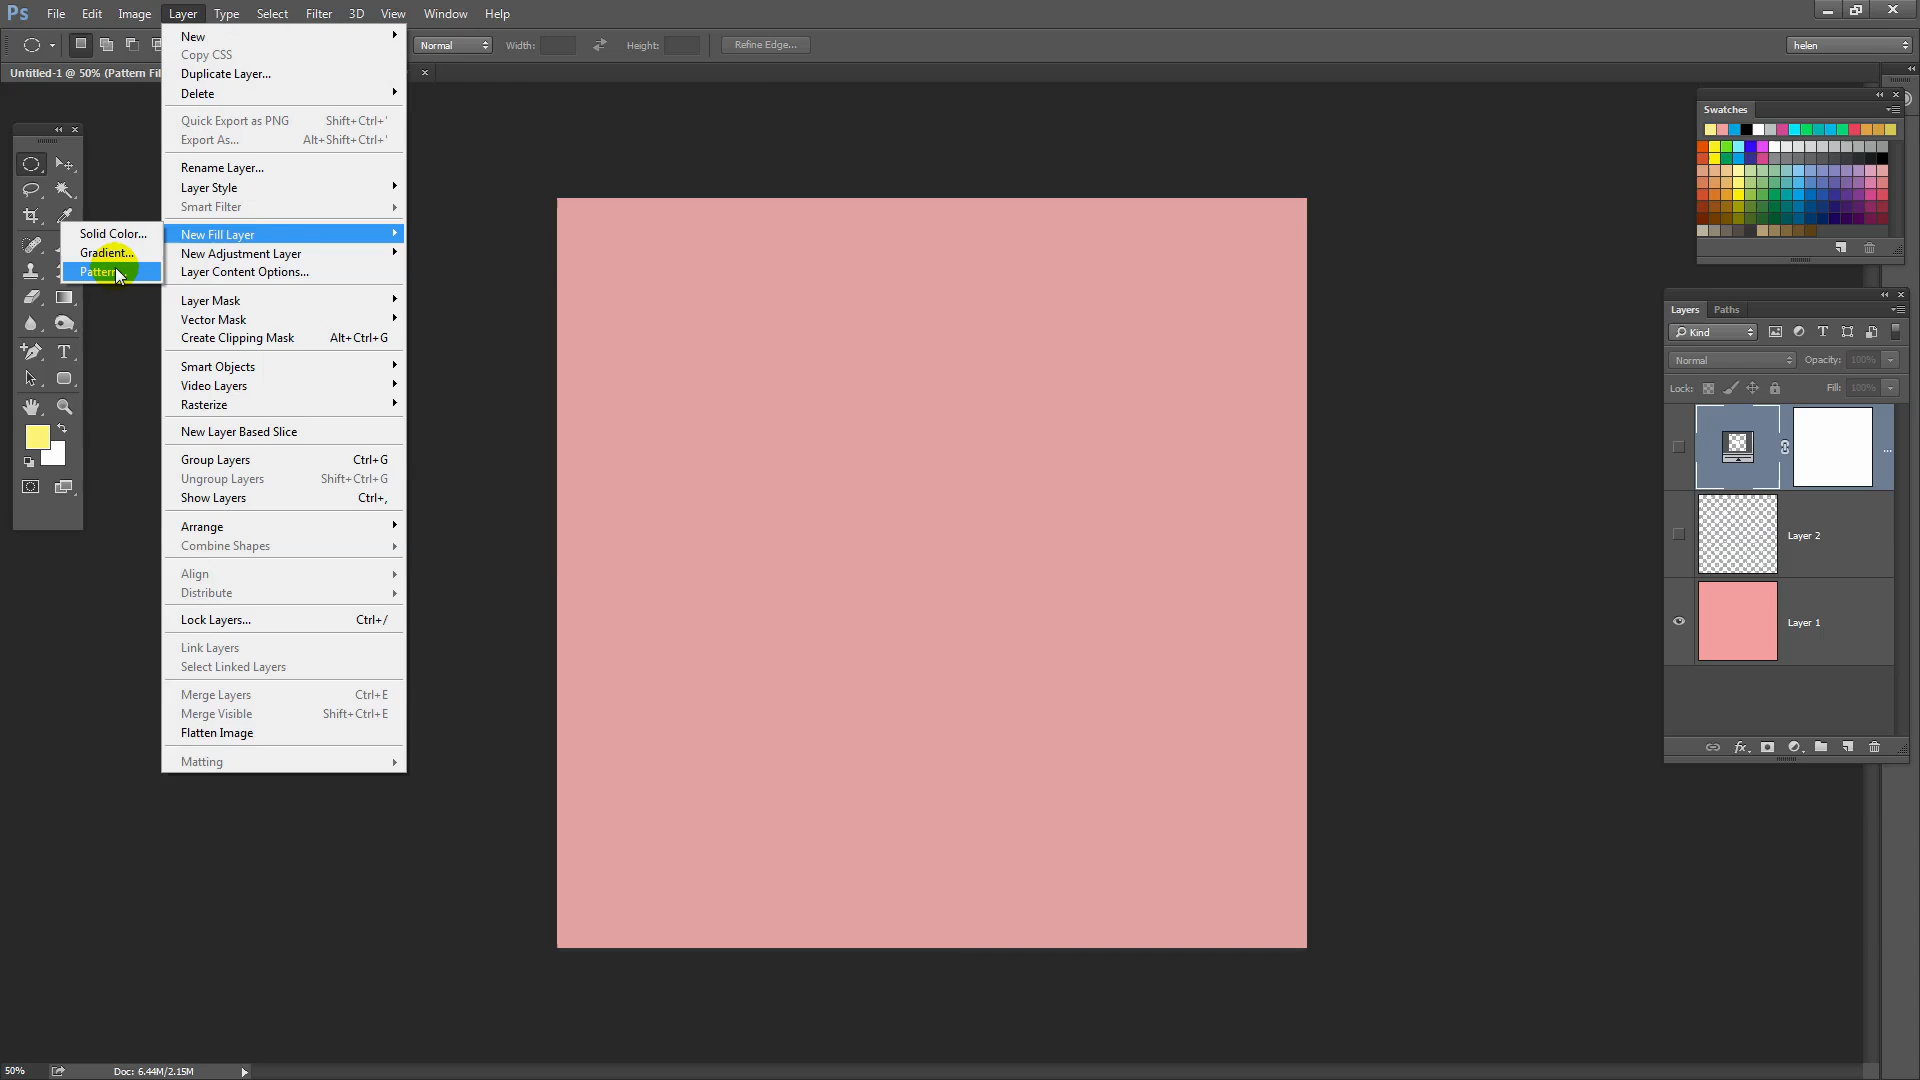 Ps File Edit Image Layer Type Select Filter 3D View Window Help
Normal Width: Height: Refine Edge... helen
Untitled-1 @ 50% (Pattern Fil
New
Copy CSS
Duplicate Layer...
Delete
Quick Export as PNG Shift+Ctrl+'
Export As... Alt+Shift+Ctrl+'
Rename Layer...
Layer Style
Smart Filter
New Fill Layer
New Adjustment Layer
Layer Content Options...
Layer Mask
Vector Mask
Create Clipping Mask Alt+Ctrl+G
Smart Objects
Video Layers
Rasterize
New Layer Based Slice
Group Layers Ctrl+G
Ungroup Layers Shift+Ctrl+G
Show Layers Ctrl+,
Arrange
Combine Shapes
Align
Distribute
Lock Layers... Ctrl+/
Link Layers
Select Linked Layers
Merge Layers Ctrl+E
Merge Visible Shift+Ctrl+E
Flatten Image
Matting
Solid Color...
Gradient...
Pattern
Swatches
Layers Paths
Kind
Normal Opacity: 100%
Lock: Fill: 100%
...
Layer 2
Layer 1
fx
50% Doc: 6.44M/2.15M